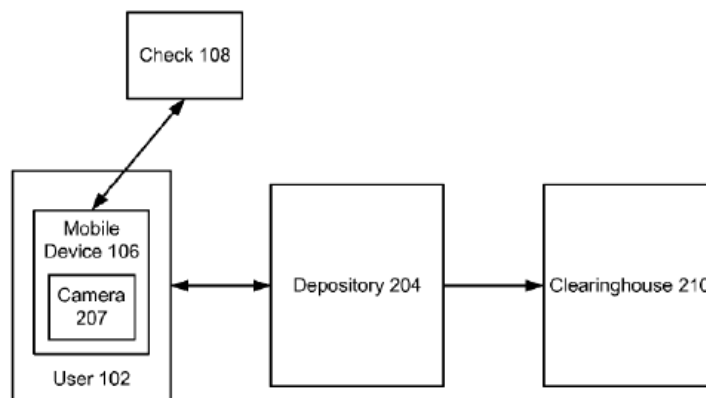 Check 108
Mobile
Device 106
Camera
207
User 102
Depository 204
Clearinghouse 210